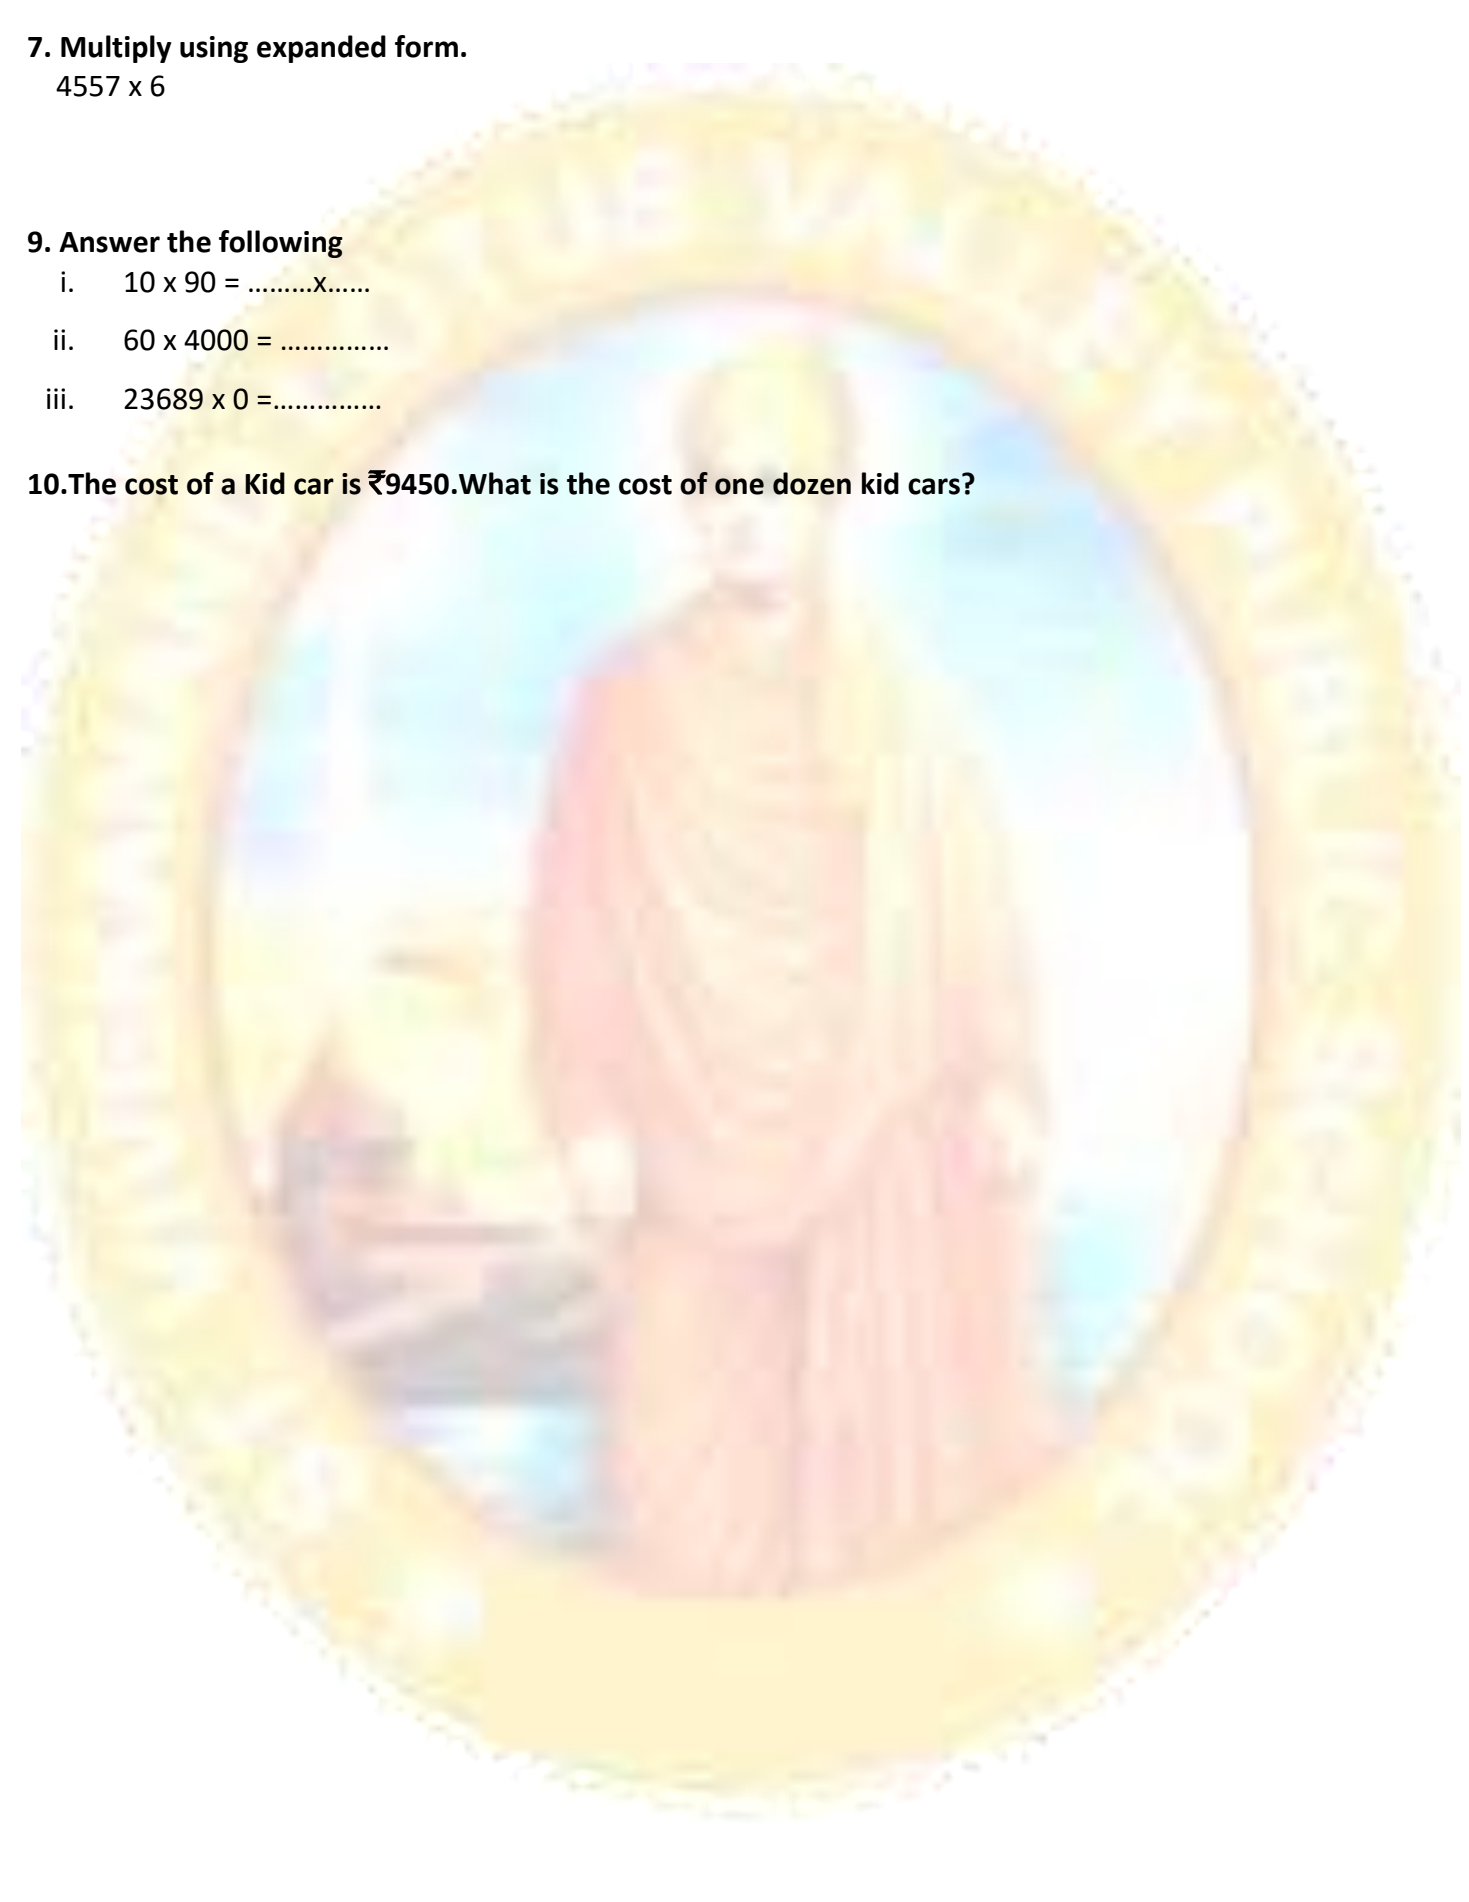 7. Multiply using expanded form.
4557 x 6
9. Answer the following
i. 10 x 90 = .........x......
ii. 60 x 4000 = ...............
iii. 23689 x 0 =...............
10.The cost of a Kid car is ₹9450.What is the cost of one dozen kid cars?